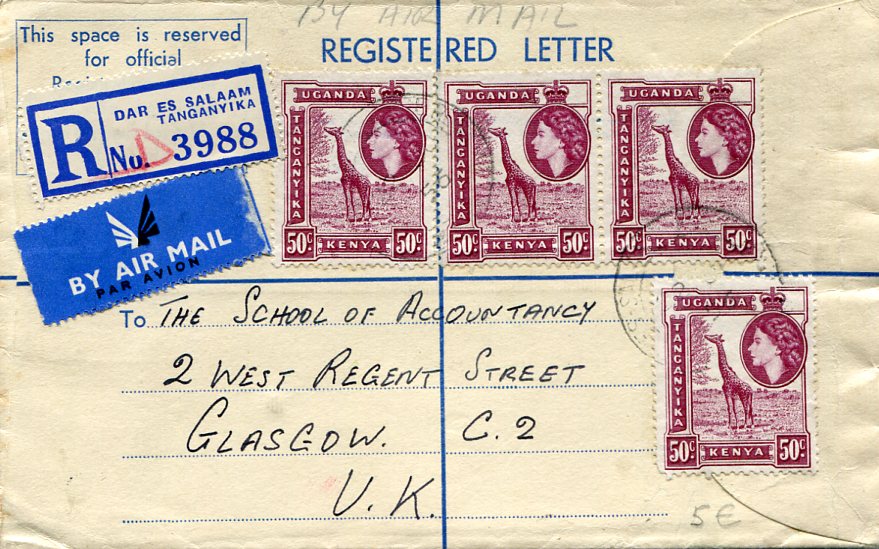 BY AIR MAIL
This space is reserved
for official
REGISTERED LETTER
R
DAR ES SALAAM
TANGANYIKA
No. 3988
BY AIR MAIL
PAR AVION
UGANDA
TANGANYIKA
50c. KENYA 50c
UGANDA
TANGANYIKA
50c. KENYA 50c
UGANDA
TANGANYIKA
50c. KENYA 50c
UGANDA
TANGANYIKA
50c KENYA 50c
To THE SCHOOL OF ACCOUNTANCY
2 WEST REGENT STREET
GLASGOW. C.2
U.K.
5€